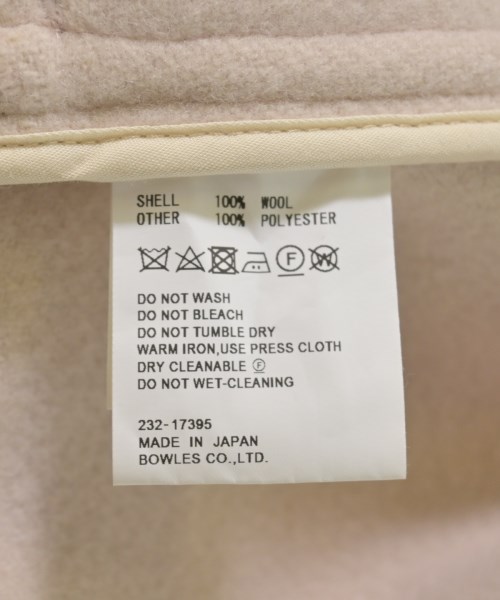 SHELL 100% WOOL
OTHER 100% POLYESTER
F W
DO NOT WASH
DO NOT BLEACH
DO NOT TUMBLE DRY
WARM IRON,USE PRESS CLOTH
DRY CLEANABLE Ⓕ
DO NOT WET-CLEANING
232-17395
MADE IN JAPAN
BOWLES CO.,LTD.